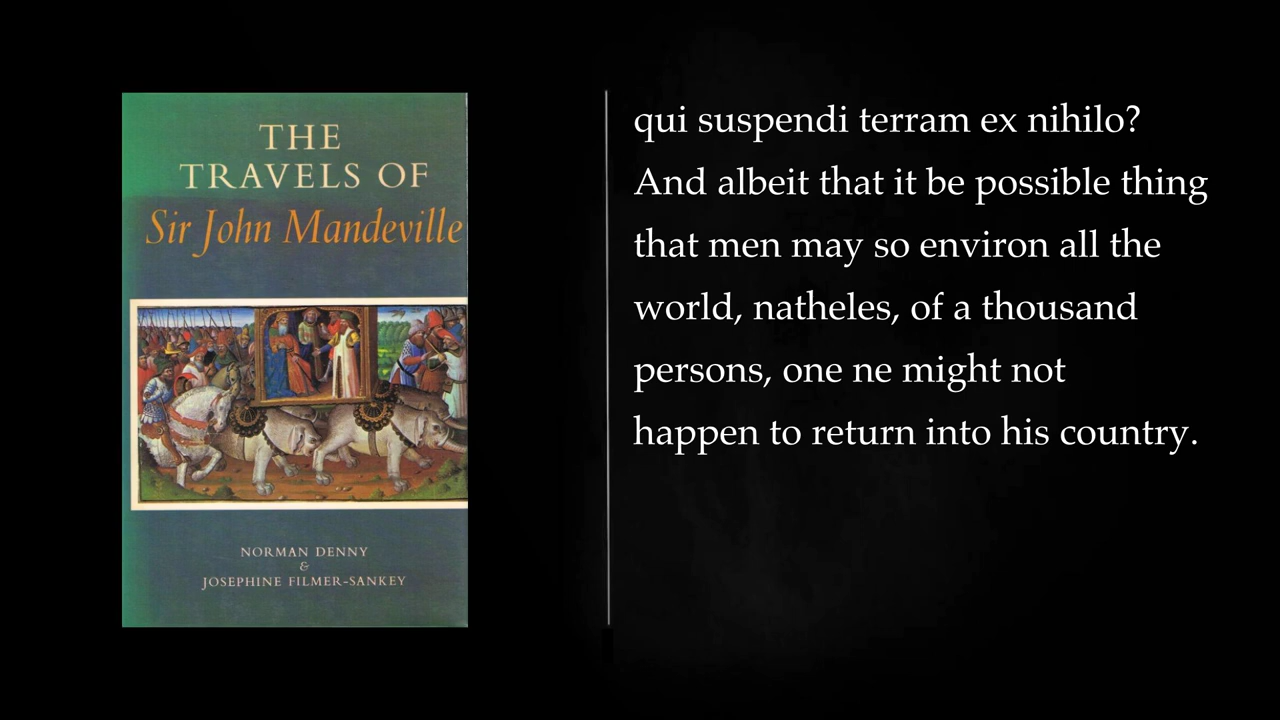 THE
TRAVELS OF
Sir John Mandeville
NORMAN DENNY
&
JOSEPHINE FILMER-SANKEY
qui suspendi terram ex nihilo?
And albeit that it be possible thing
that men may so environ all the
world, natheles, of a thousand
persons, one ne might not
happen to return into his country.